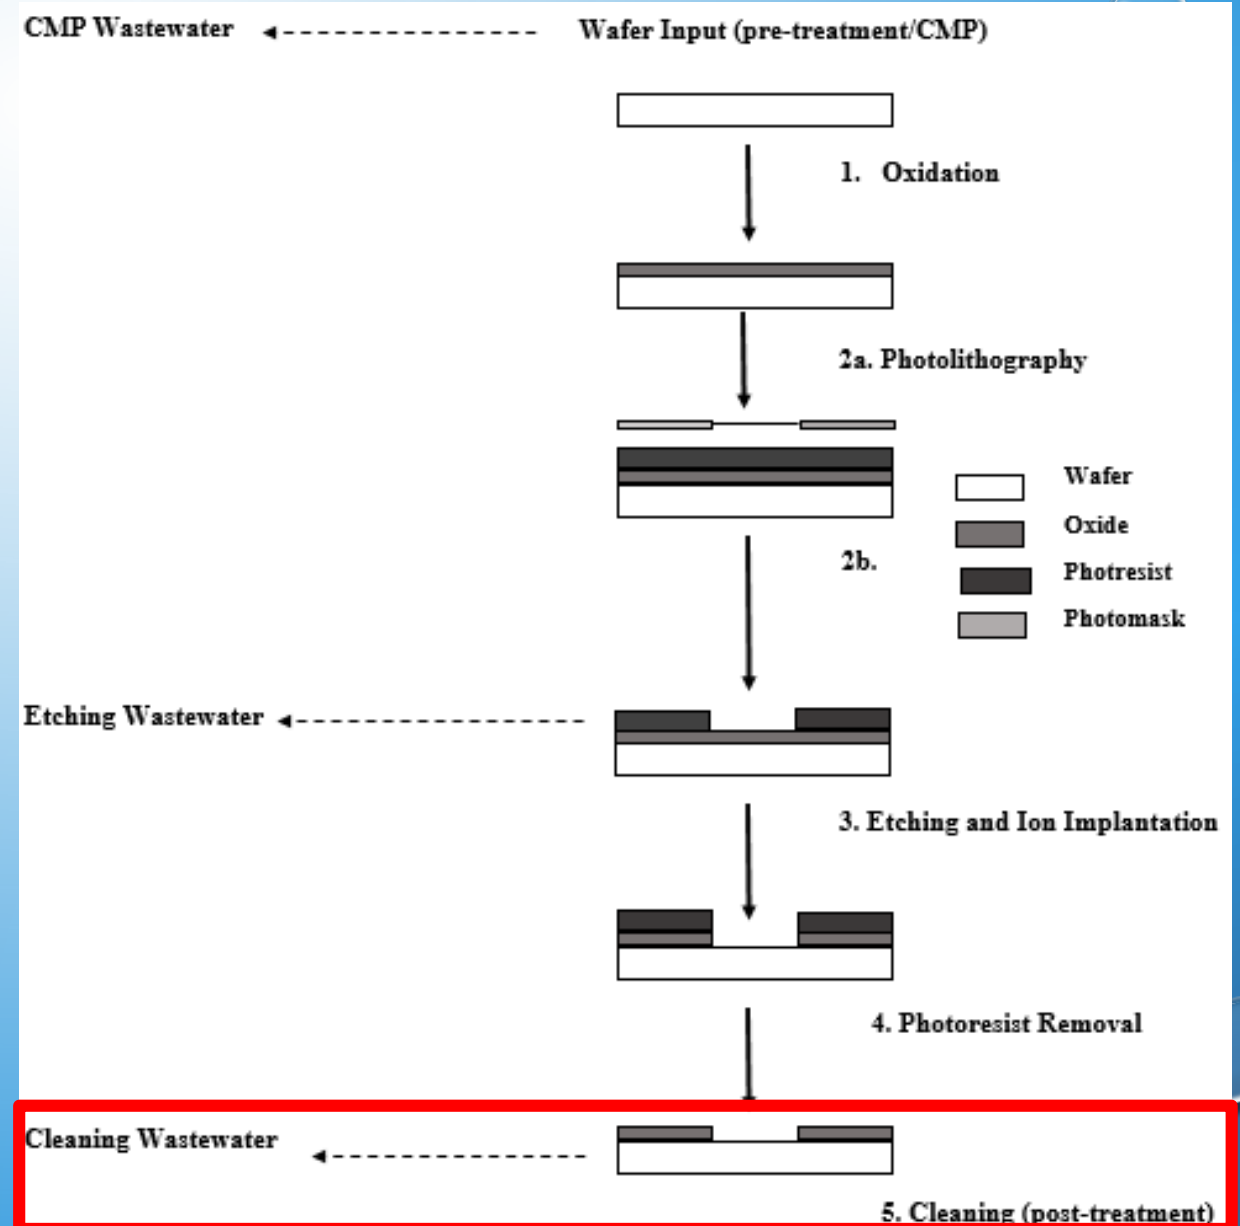 CMP Wastewater
Wafer Input (pre-treatment/CMP)
1. Oxidation
2a. Photolithography
Wafer
Oxide
2b.
Photresist
Photomask
Etching Wastewater
3. Etching and Ion Implantation
4. Photoresist Removal
Cleaning Wastewater
5. Cleaning (post-treatment)